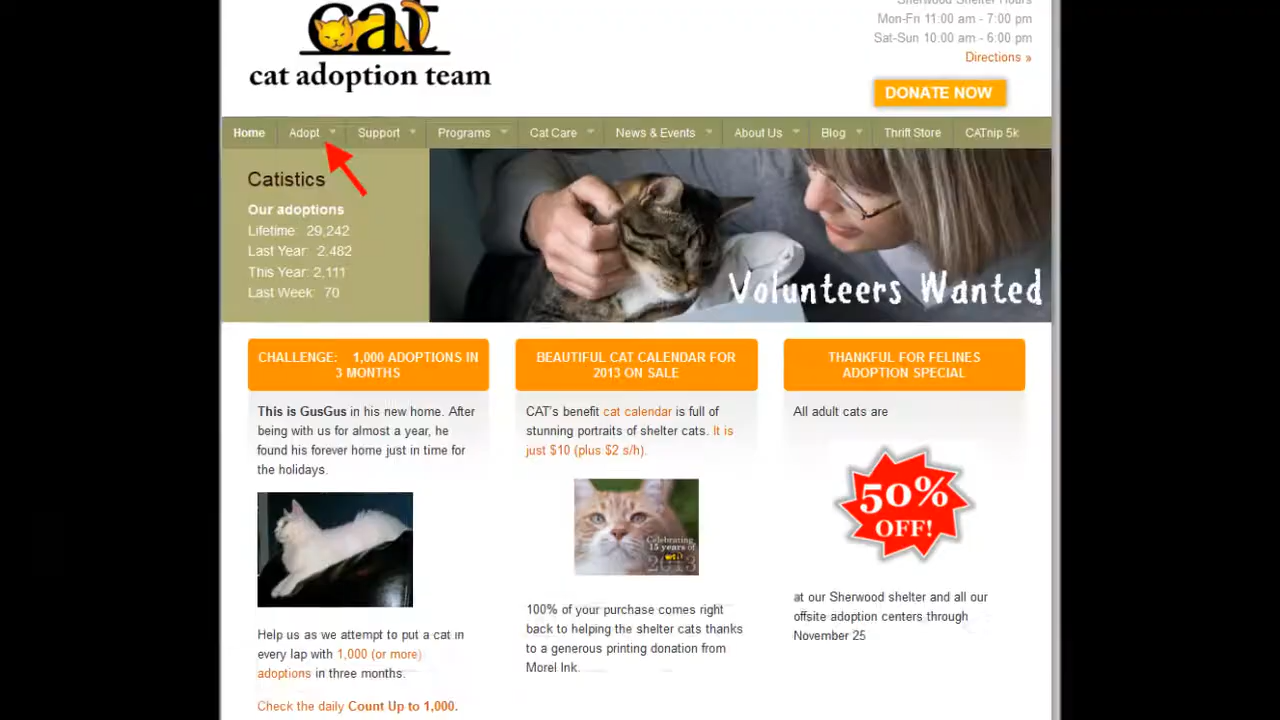 Sherwood Shelter Hours
Mon-Fri 11:00 am - 7:00 pm
Sat-Sun 10:00 am - 6:00 pm
Directions »
cat
cat adoption team
DONATE NOW
Home Adopt Support Programs Cat Care News & Events About Us Blog Thrift Store CATnip 5k
Catistics
Our adoptions
Lifetime: 29,242
Last Year: 2,482
This Year: 2,111
Last Week: 70
Volunteers Wanted
CHALLENGE: 1,000 ADOPTIONS IN
3 MONTHS
This is GusGus in his new home. After
being with us for almost a year, he
found his forever home just in time for
the holidays.
Help us as we attempt to put a cat in
every lap with 1,000 (or more)
adoptions in three months.
Check the daily Count Up to 1,000.
BEAUTIFUL CAT CALENDAR FOR
2013 ON SALE
CAT's benefit cat calendar is full of
stunning portraits of shelter cats. It is
just $10 (plus $2 s/h).
Celebrating
15 years of
cat
2013
100% of your purchase comes right
back to helping the shelter cats thanks
to a generous printing donation from
Morel Ink.
THANKFUL FOR FELINES
ADOPTION SPECIAL
All adult cats are
50%
OFF!
at our Sherwood shelter and all our
offsite adoption centers through
November 25